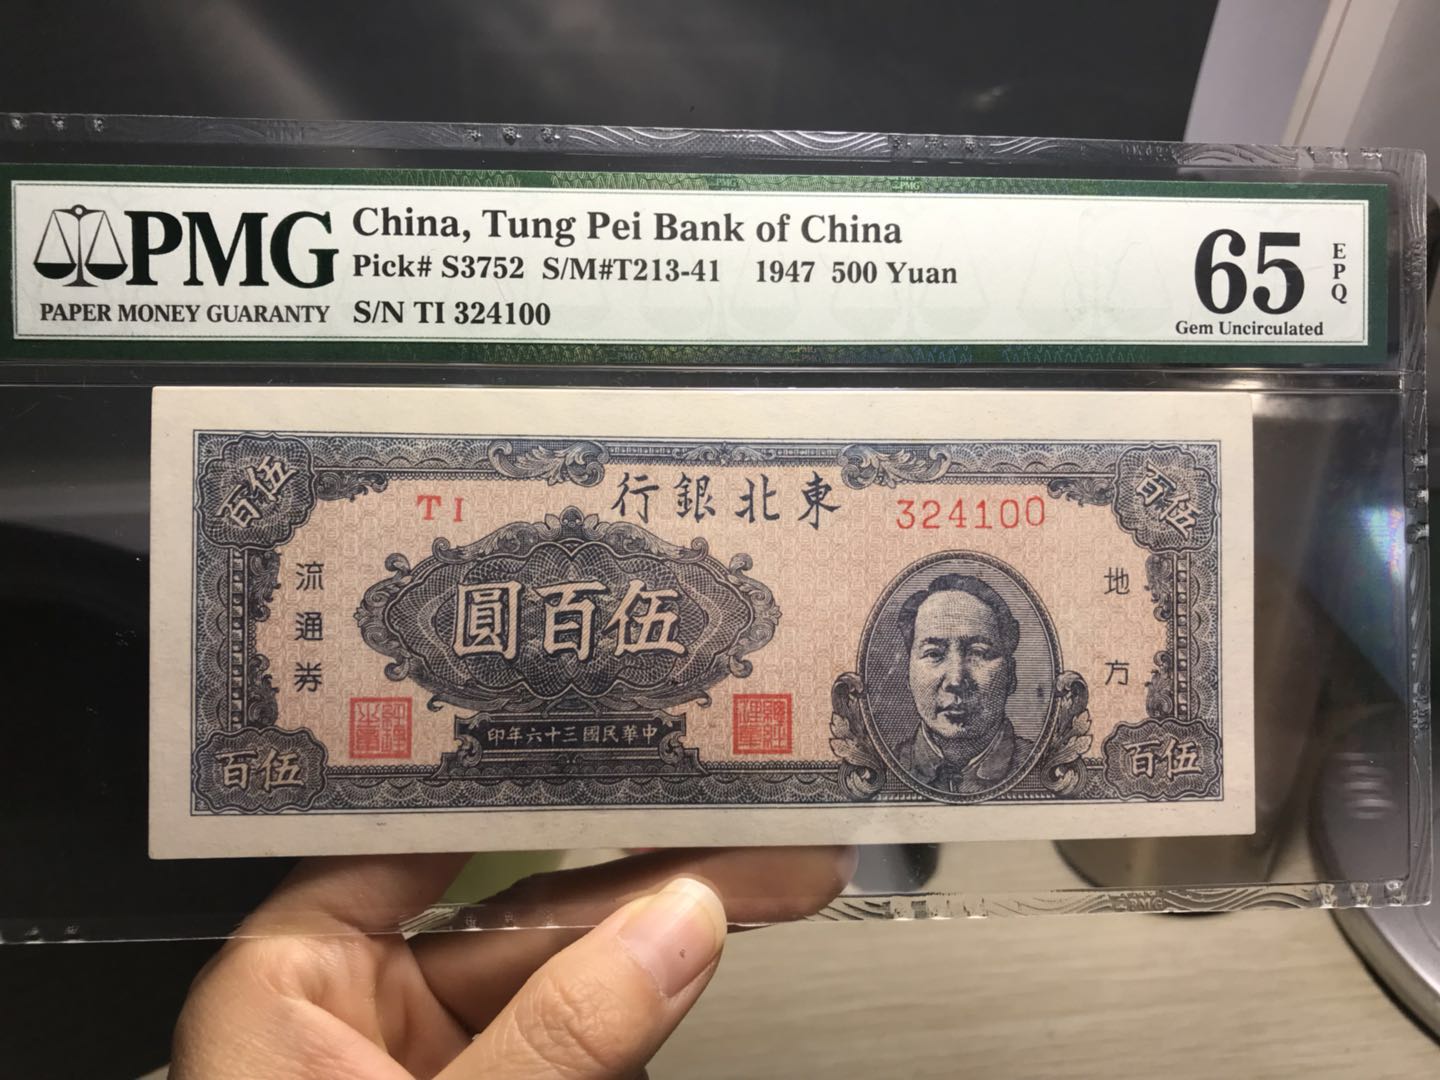 PMG
PAPER MONEY GUARANTY
China, Tung Pei Bank of China
Pick# S3752 S/M#T213-41 1947 500 Yuan
S/N TI 324100
65
EPQ
Gem Uncirculated
百伍
百伍
行銀北東
TI
324100
流通券
圓百伍
地方
印年六十三國民華中
百伍
百伍